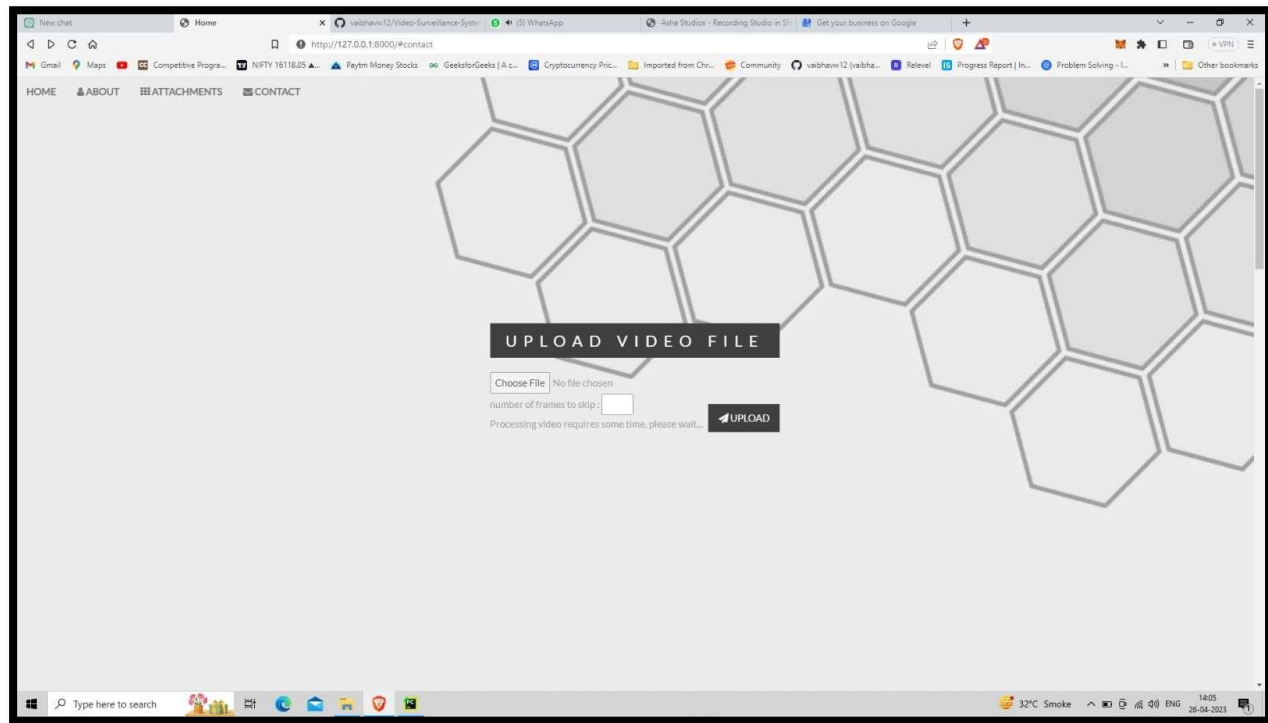 New chat
Home
vaibhavw12/Video-Surveillance-Syste
(5) WhatsApp
Asha Studios - Recording Studio in Sh
Get your business on Google
http://127.0.0.1:8000/#contact
VPN
Gmail
Maps
Competitive Progra...
NIFTY 16118.05 ▲...
Paytm Money Stocks
GeeksforGeeks | A c...
Cryptocurrency Pric...
Imported from Chr...
Community
vaibhavw12 (vaibha...
Relevel
Progress Report | In...
Problem Solving - I...
»
Other bookmarks
HOME ABOUT ATTACHMENTS CONTACT
UPLOAD VIDEO FILE
Choose File No file chosen
number of frames to skip :
Processing video requires some time, please wait...
UPLOAD
Type here to search
32°C Smoke
ENG
14:05
26-04-2023